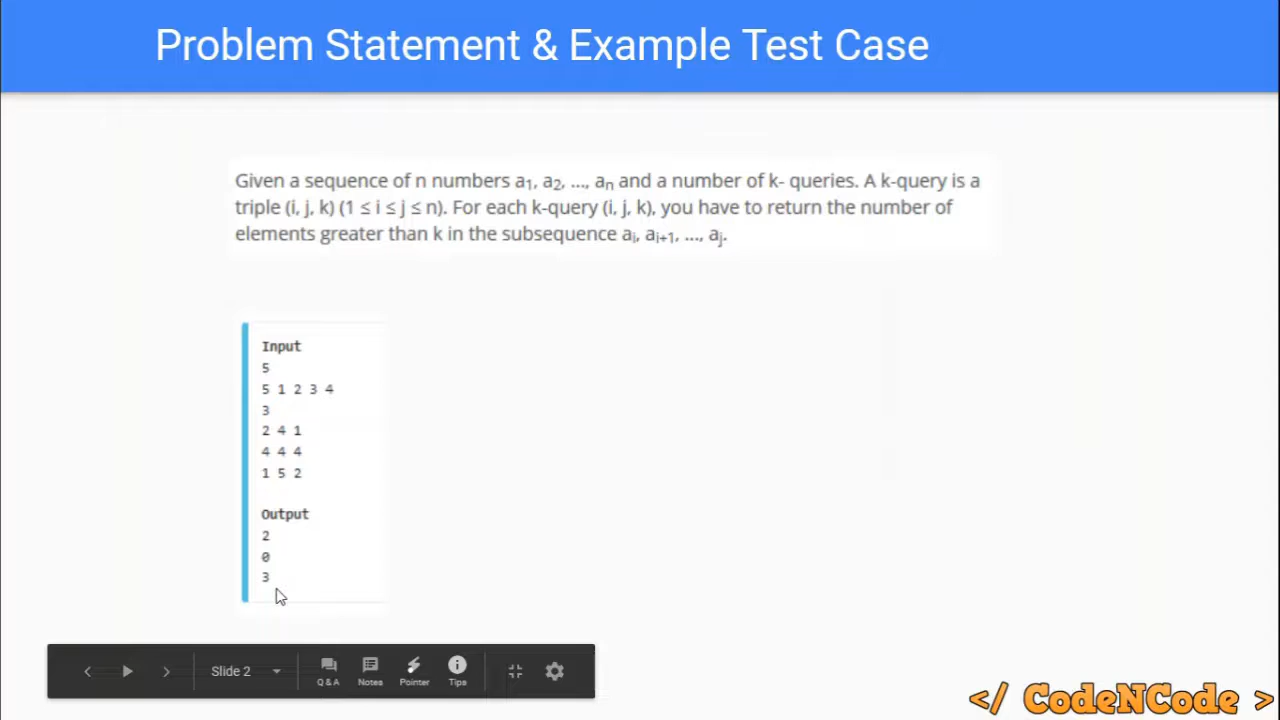 Problem Statement & Example Test Case
Given a sequence of n numbers a1, a2, ..., an and a number of k- queries. A k-query is a
triple (i, j, k) (1 ≤ i ≤ j ≤ n). For each k-query (i, j, k), you have to return the number of
elements greater than k in the subsequence ai, ai+1, ..., aj.
Input
5
5 1 2 3 4
3
2 4 1
4 4 4
1 5 2
Output
2
0
3
Slide 2
Q & A
Notes
Pointer
Tips
</ CodeNCode >